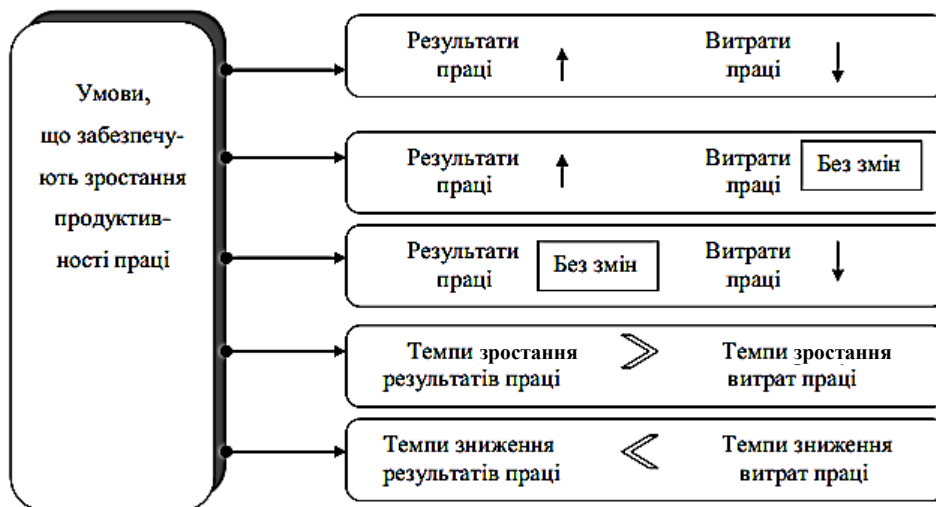 Умови,
що забезпечу-
ють зростання
продуктив-
ності праці
Результати
праці
Витрати
праці
Результати
праці
Витрати
праці
Без змін
Результати
праці
Без змін
Витрати
праці
Темпи зростання
результатів праці
Темпи зростання
витрат праці
Темпи зниження
результатів праці
Темпи зниження
витрат праці